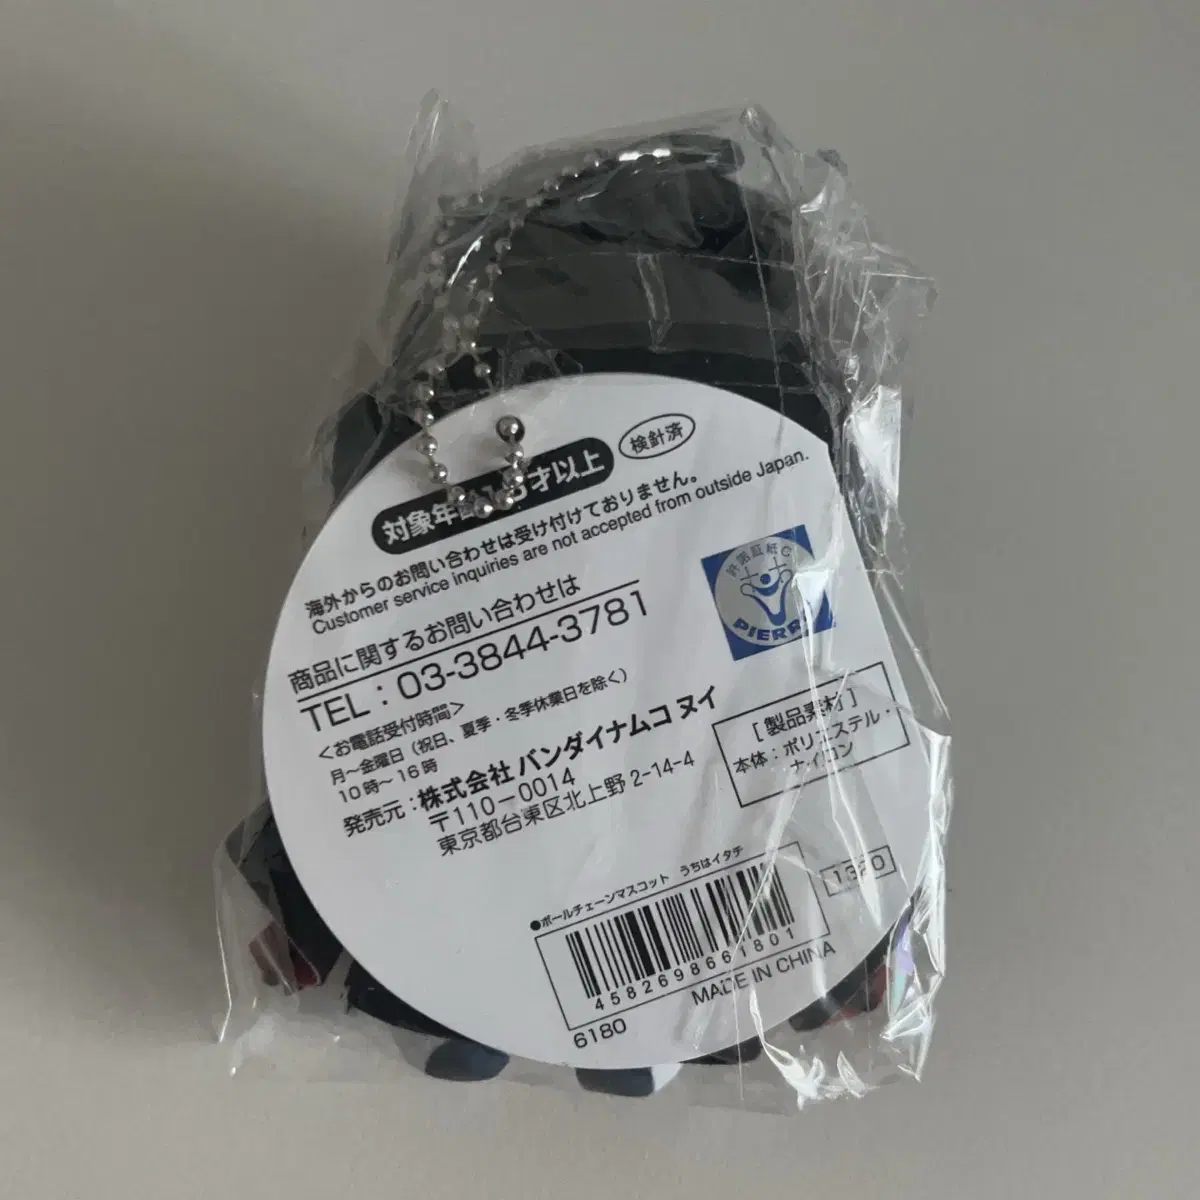 対象年齢15才以上
検針済
海外からのお問い合わせは受け付けておりません。
Customer service inquiries are not accepted from outside Japan.
商品に関するお問い合わせは
TEL：03-3844-3781
<お電話受付時間>
月～金曜日（祝日、夏季・冬季休業日を除く）
10時～16時
発売元：株式会社バンダイナムコ ヌイ
〒110-0014
東京都台東区北上野2-14-4
許諾証紙C
PIERR
[製品素材]
本体：ポリエステル・
ナイロン
●ボールチェーンマスコット うちはイタチ
1320
4582698661801
MADE IN CHINA
6180